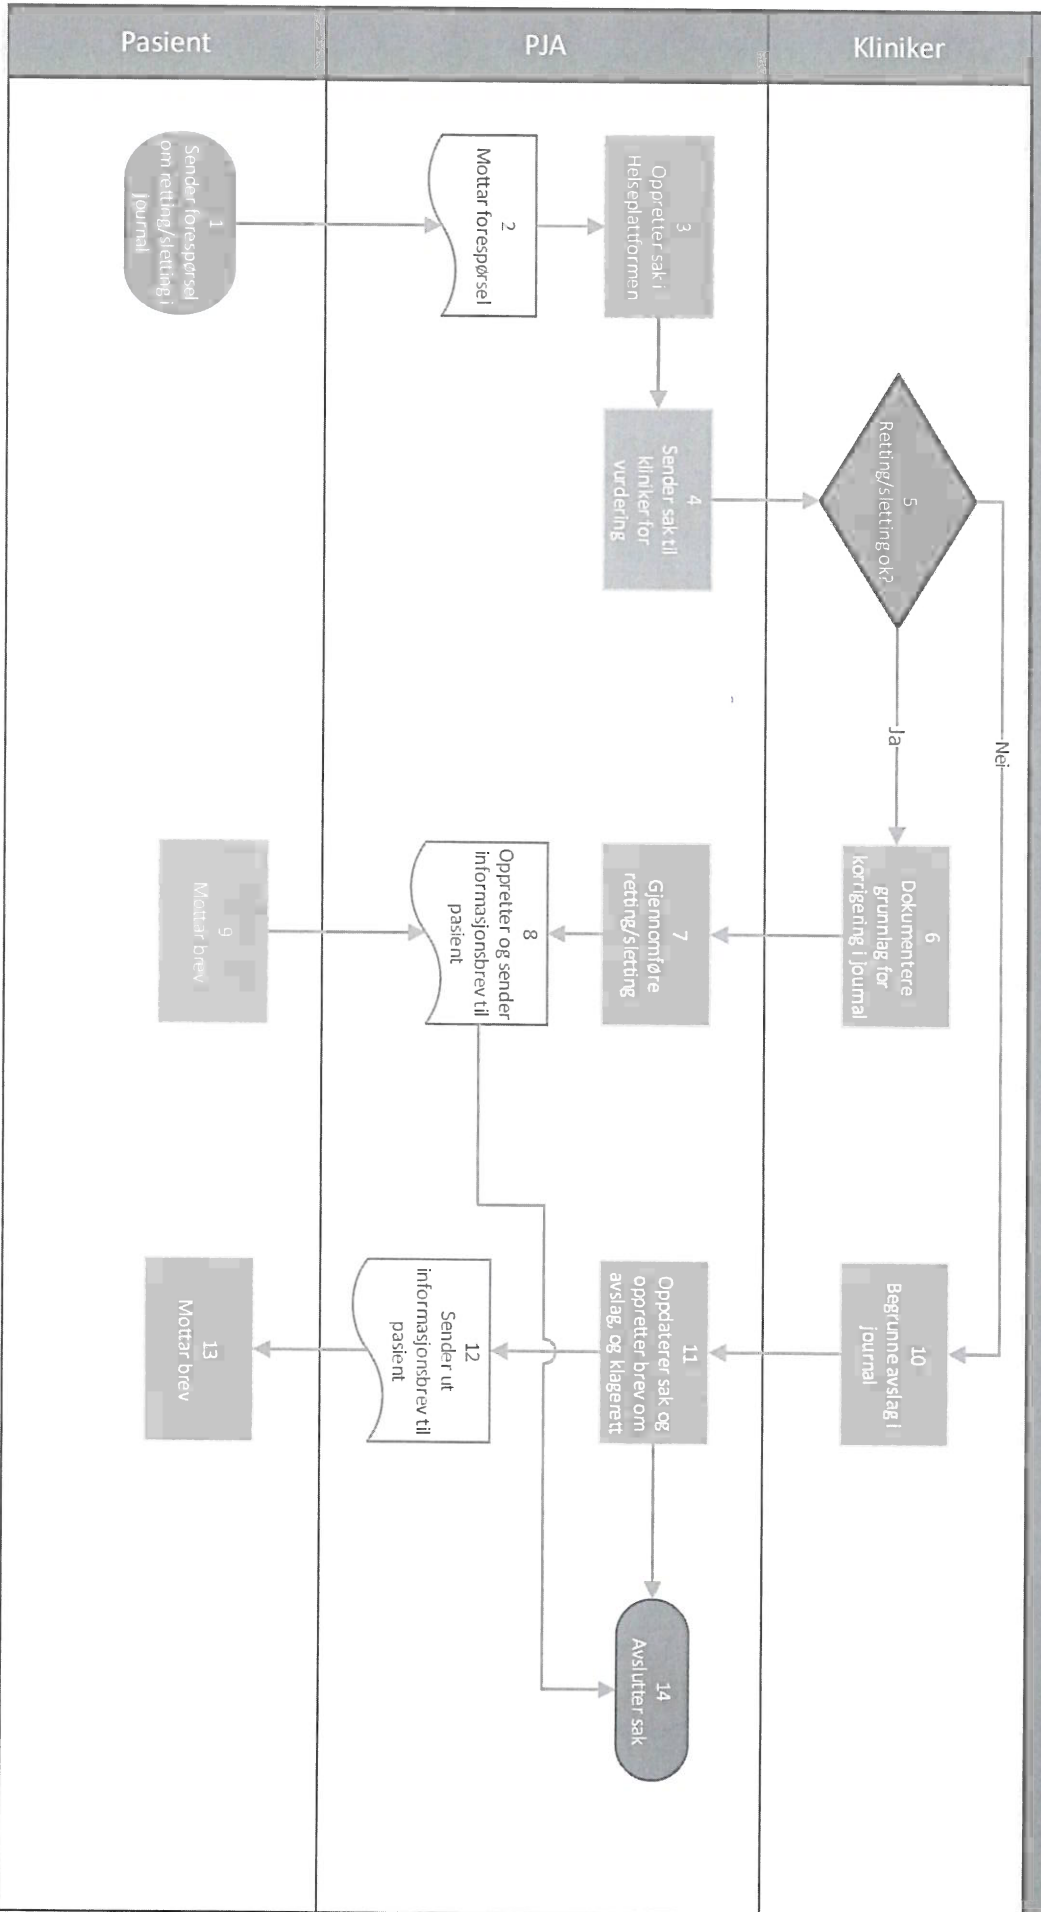 Pasient
PJA
Kliniker
1
Sender forespørsel
om retting/sletting i
journal
2
Mottar forespørsel
3
Oppretter sak i
Helseplattformen
4
Sender sak til
kliniker for
vurdering
5
Retting/sletting ok?
Ja
Nei
6
Dokumentere
grunnlag for
korrigering i journal
7
Gjennomføre
retting/sletting
8
Oppretter og sender
informasjonsbrev til
pasient
9
Mottar brev
10
Begrunne avslag i
journal
11
Oppdaterer sak og
oppretter brev om
avslag, og klagerett
12
Sender ut
informasjonsbrev til
pasient
13
Mottar brev
14
Avslutter sak